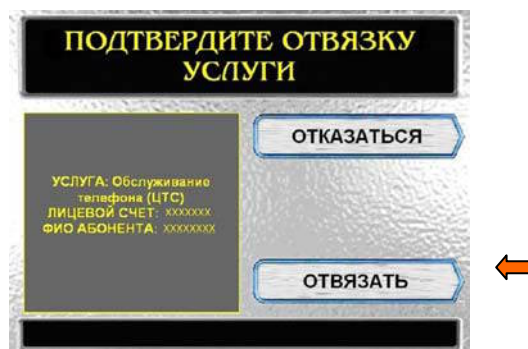 ПОДТВЕРДИТЕ ОТВЯЗКУ
УСЛУГИ
ОТКАЗАТЬСЯ
УСЛУГА: Обслуживание
телефона (ЦТС)
ЛИЦЕВОЙ СЧЕТ: XXXXXXX
ФИО АБОНЕНТА: XXXXXXXX
ОТВЯЗАТЬ